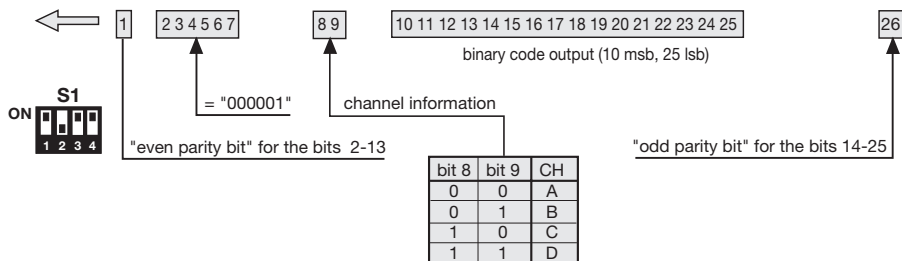 1 2 3 4 5 6 7 8 9 10 11 12 13 14 15 16 17 18 19 20 21 22 23 24 25 26
binary code output (10 msb, 25 lsb)
S1
ON
1 2 3 4
= "000001"
channel information
"even parity bit" for the bits 2-13
"odd parity bit" for the bits 14-25
bit 8 bit 9 CH
0 0 A
0 1 B
1 0 C
1 1 D